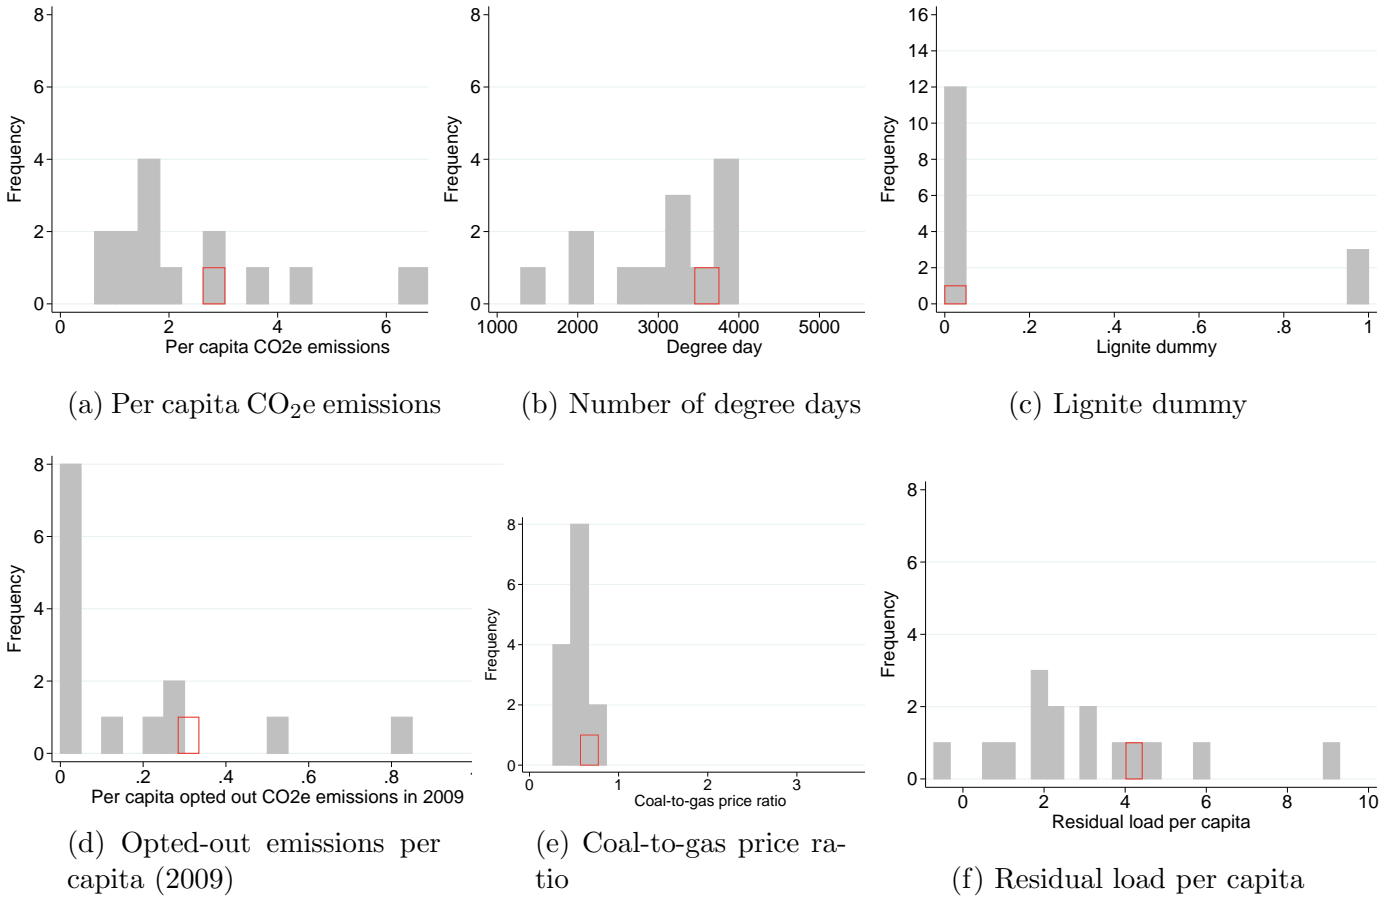 8
6
4
2
0
Frequency
0 2 4 6
Per capita CO2e emissions
(a) Per capita CO₂e emissions
8
6
4
2
0
Frequency
1000 2000 3000 4000 5000
Degree day
(b) Number of degree days
16
14
12
10
8
6
4
2
0
Frequency
0 .2 .4 .6 .8 1
Lignite dummy
(c) Lignite dummy
8
6
4
2
0
Frequency
0 .2 .4 .6 .8
Per capita opted out CO2e emissions in 2009
(d) Opted-out emissions per
capita (2009)
8
6
4
2
0
Frequency
0 1 2 3
Coal-to-gas price ratio
(e) Coal-to-gas price ra-
tio
8
6
4
2
0
Frequency
0 2 4 6 8 10
Residual load per capita
(f) Residual load per capita